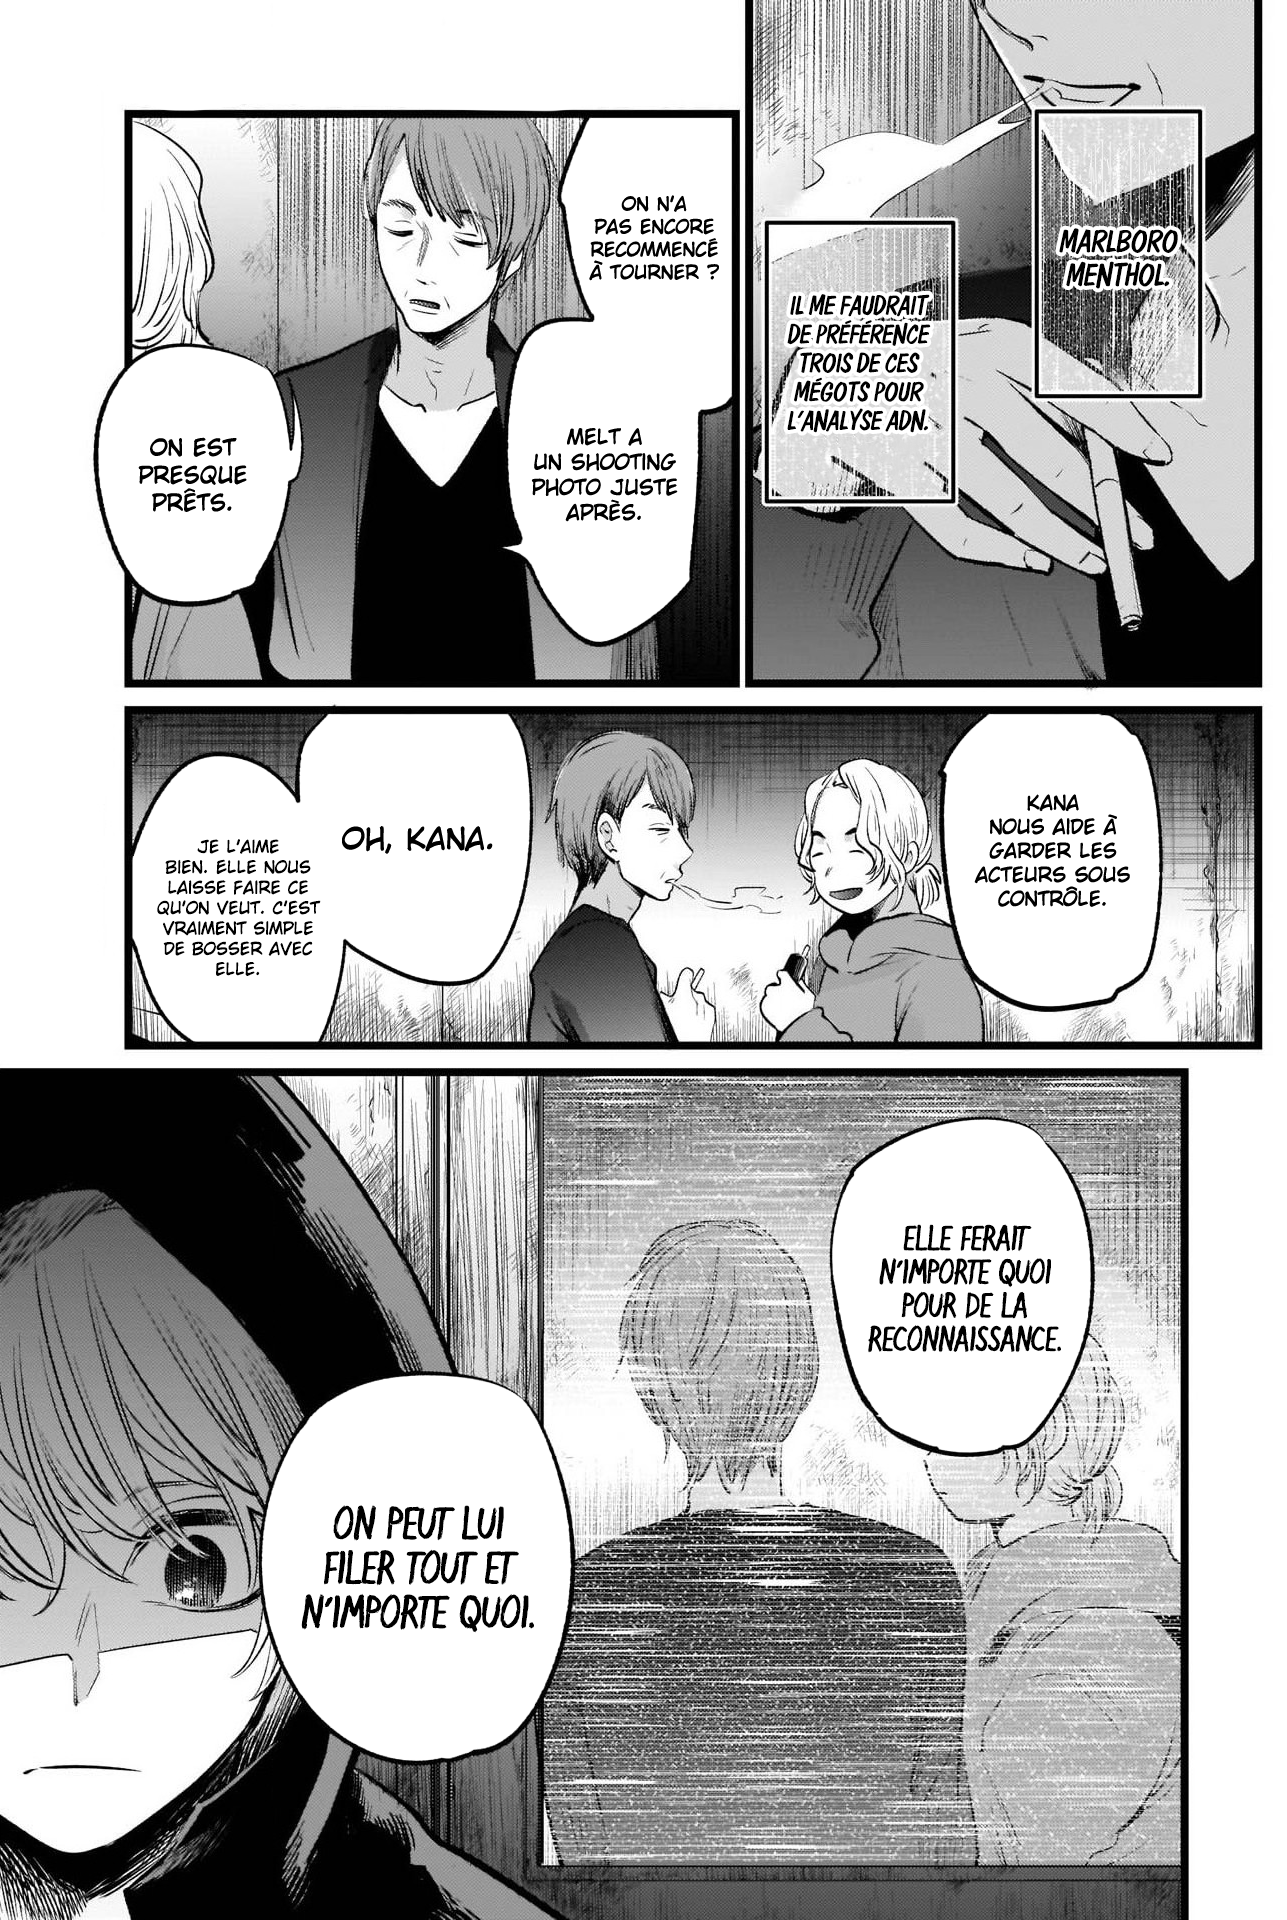 MARLBORO
MENTHOL.
IL ME FAUDRAIT
DE PRÉFÉRENCE
TROIS DE CES
MÉGOTS POUR
L'ANALYSE ADN.
ON N'A
PAS ENCORE
RECOMMENCÉ
À TOURNER ?
MELT A
UN SHOOTING
PHOTO JUSTE
APRÈS.
ON EST
PRESQUE
PRÊTS.
KANA
NOUS AIDE À
GARDER LES
ACTEURS SOUS
CONTRÔLE.
OH, KANA.
JE L'AIME
BIEN. ELLE NOUS
LAISSE FAIRE CE
QU'ON VEUT. C'EST
VRAIMENT SIMPLE
DE BOSSER AVEC
ELLE.
ELLE FERAIT
N'IMPORTE QUOI
POUR DE LA
RECONNAISSANCE.
ON PEUT LUI
FILER TOUT ET
N'IMPORTE QUOI.